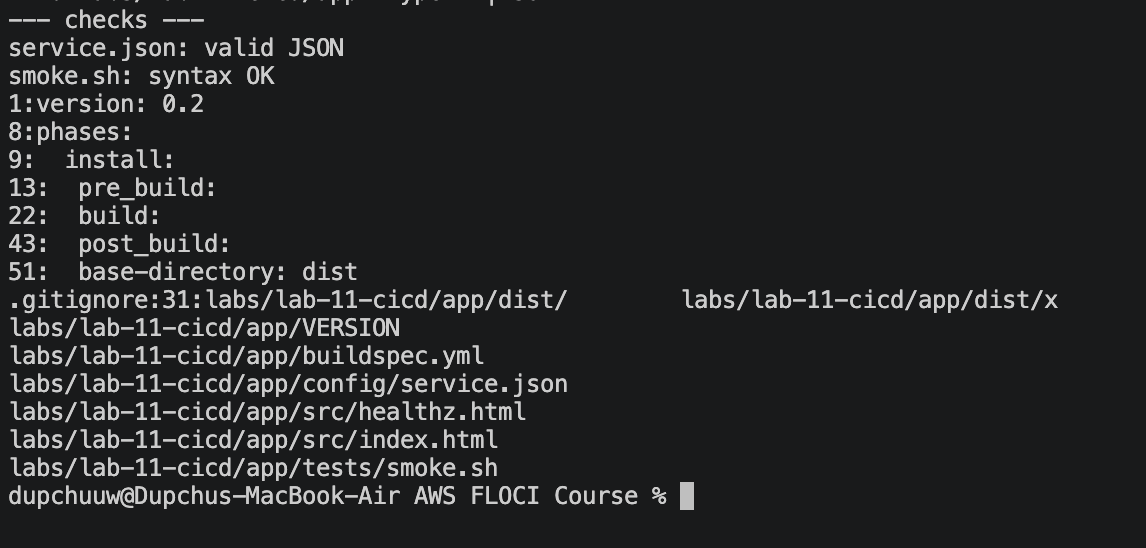 --- checks ---
service.json: valid JSON
smoke.sh: syntax OK
1:version: 0.2
8:phases:
9:  install:
13:  pre_build:
22:  build:
43:  post_build:
51:  base-directory: dist
.gitignore:31:labs/lab-11-cicd/app/dist/        labs/lab-11-cicd/app/dist/x
labs/lab-11-cicd/app/VERSION
labs/lab-11-cicd/app/buildspec.yml
labs/lab-11-cicd/app/config/service.json
labs/lab-11-cicd/app/src/healthz.html
labs/lab-11-cicd/app/src/index.html
labs/lab-11-cicd/app/tests/smoke.sh
dupchuuw@Dupchus-MacBook-Air AWS FLOCI Course %